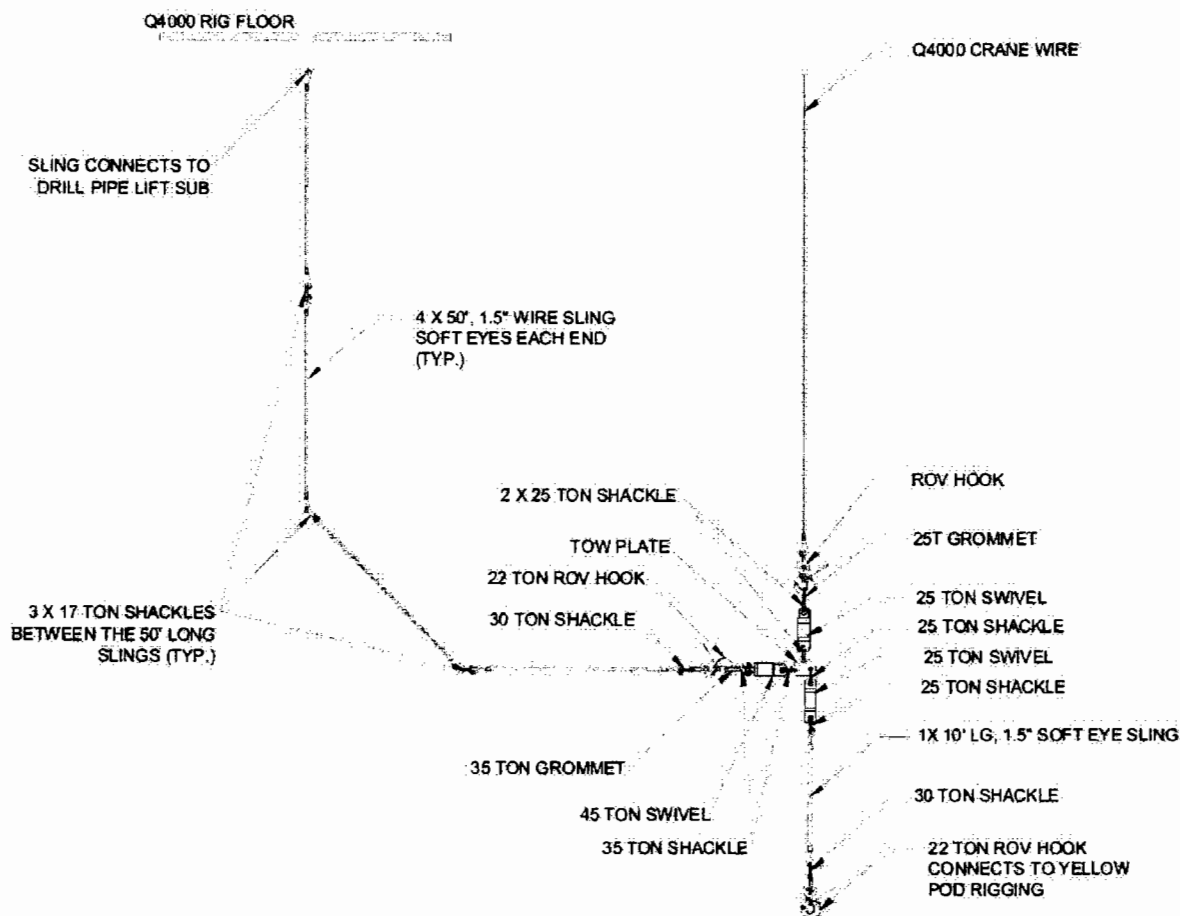 Q4000 RIG FLOOR
Q4000 CRANE WIRE
SLING CONNECTS TO
DRILL PIPE LIFT SUB
4 X 50', 1.5" WIRE SLING
SOFT EYES EACH END
(TYP.)
ROV HOOK
2 X 25 TON SHACKLE
25T GROMMET
TOW PLATE
22 TON ROV HOOK
25 TON SWIVEL
30 TON SHACKLE
25 TON SHACKLE
3 X 17 TON SHACKLES
BETWEEN THE 50' LONG
SLINGS (TYP.)
25 TON SWIVEL
25 TON SHACKLE
1X 10' LG, 1.5" SOFT EYE SLING
35 TON GROMMET
30 TON SHACKLE
45 TON SWIVEL
35 TON SHACKLE
22 TON ROV HOOK
CONNECTS TO YELLOW
POD RIGGING